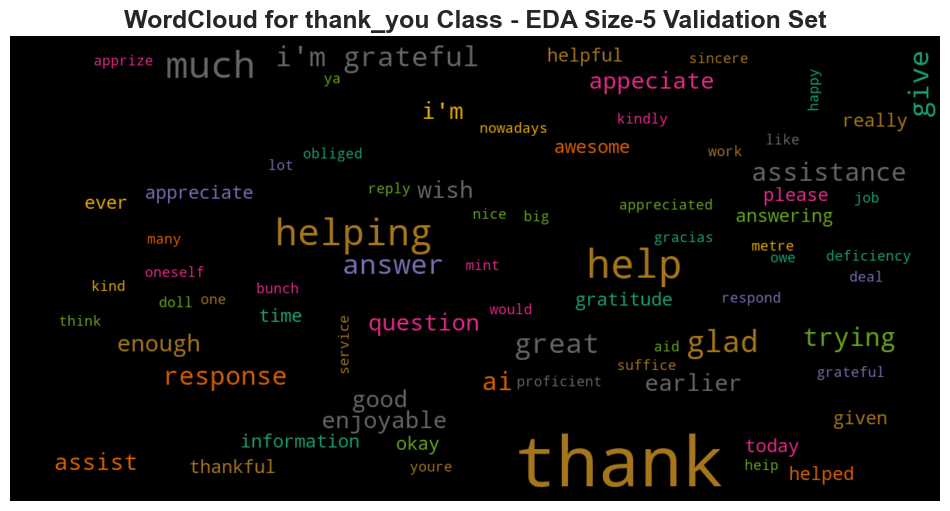 WordCloud for thank_you Class - EDA Size-5 Validation Set
apprize
much
i'm grateful
helpful
sincere
give
ya
appeciate
happy
i'm
nowadays
kindly
really
obliged
awesome
work
like
lot
assistance
ever
appreciate
reply
wish
please
job
nice
big
appreciated
answering
many
helping
gracias
metre
owe
deficiency
oneself
answer
mint
help
deal
kind
bunch
doll
one
gratitude
respond
think
time
question
would
enough
service
great
aid
glad
trying
suffice
response
ai
proficient
earlier
grateful
good
enjoyable
given
information
okay
thank
today
assist
thankful
youre
heip
helped